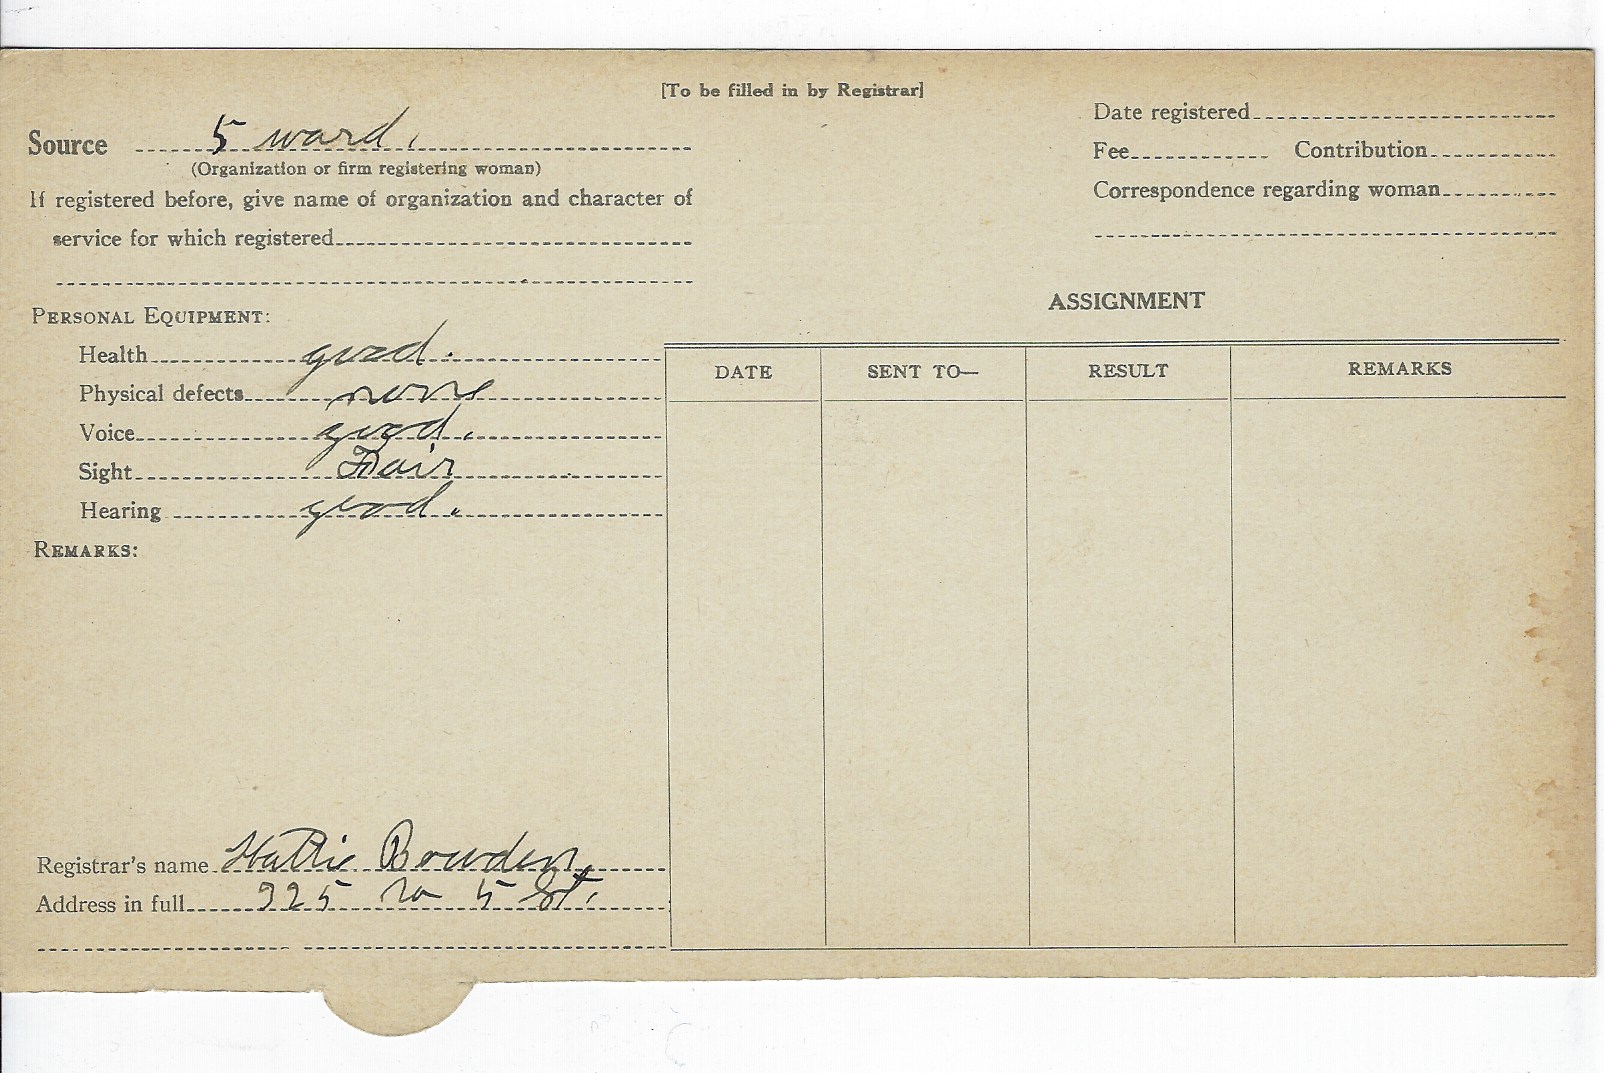 [To be filled in by Registrar]
Source 5 ward.
(Organization or firm registering woman)
If registered before, give name of organization and character of
service for which registered
Date registered
Fee Contribution
Correspondence regarding woman
PERSONAL EQUIPMENT:
Health good.
Physical defects none
Voice good.
Sight Fair
Hearing good.
REMARKS:
Registrar's name Hattie Bowden
Address in full 925 no 5 St.
ASSIGNMENT
DATE SENT TO— RESULT REMARKS